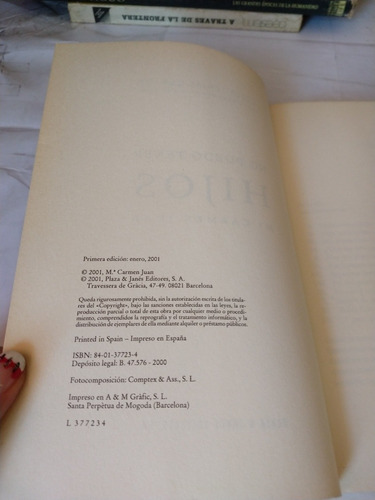 A TRAVES DE LA FRONTERA
HIJOS
Primera edición: enero, 2001
© 2001, M.ª Carmen Juan
© 2001, Plaza & Janés Editores, S. A.
Travessera de Gràcia, 47-49. 08021 Barcelona
Queda rigurosamente prohibida, sin la autorización escrita de los titula-
res del «Copyright», bajo las sanciones establecidas en las leyes, la re-
producción parcial o total de esta obra por cualquier medio o procedi-
miento, comprendidos la reprografía y el tratamiento informático, y la
distribución de ejemplares de ella mediante alquiler o préstamo públicos.
Printed in Spain – Impreso en España
ISBN: 84-01-37723-4
Depósito legal: B. 47.576 - 2000
Fotocomposición: Comptex & Ass., S. L.
Impreso en A & M Gràfic, S. L.
Santa Perpètua de Mogoda (Barcelona)
L 377234